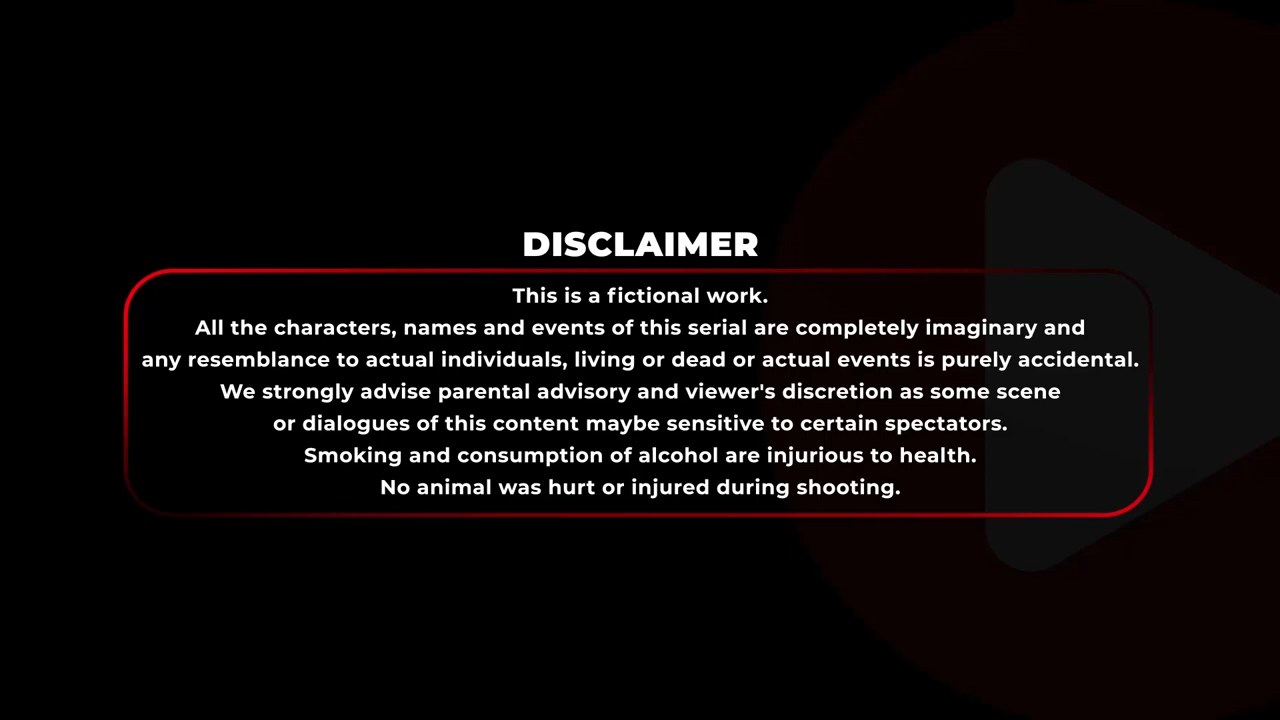 DISCLAIMER
This is a fictional work.
All the characters, names and events of this serial are completely imaginary and
any resemblance to actual individuals, living or dead or actual events is purely accidental.
We strongly advise parental advisory and viewer's discretion as some scene
or dialogues of this content maybe sensitive to certain spectators.
Smoking and consumption of alcohol are injurious to health.
No animal was hurt or injured during shooting.